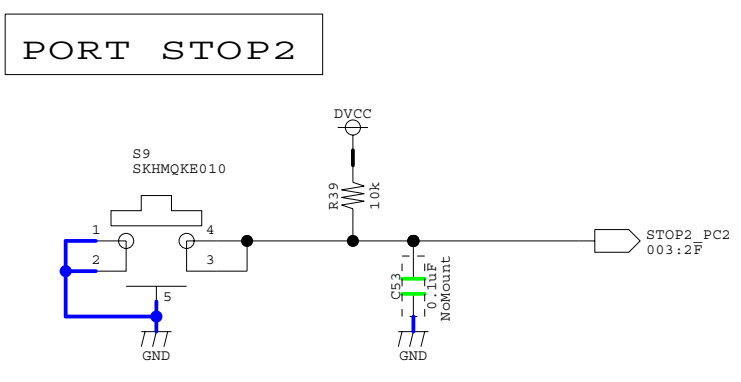 PORT STOP2
DVCC
S9
SKHMQKE010
R39
10k
1
4
2
3
5
STOP2_PC2
003:2F
C53
0.1uF
NoMount
GND
GND